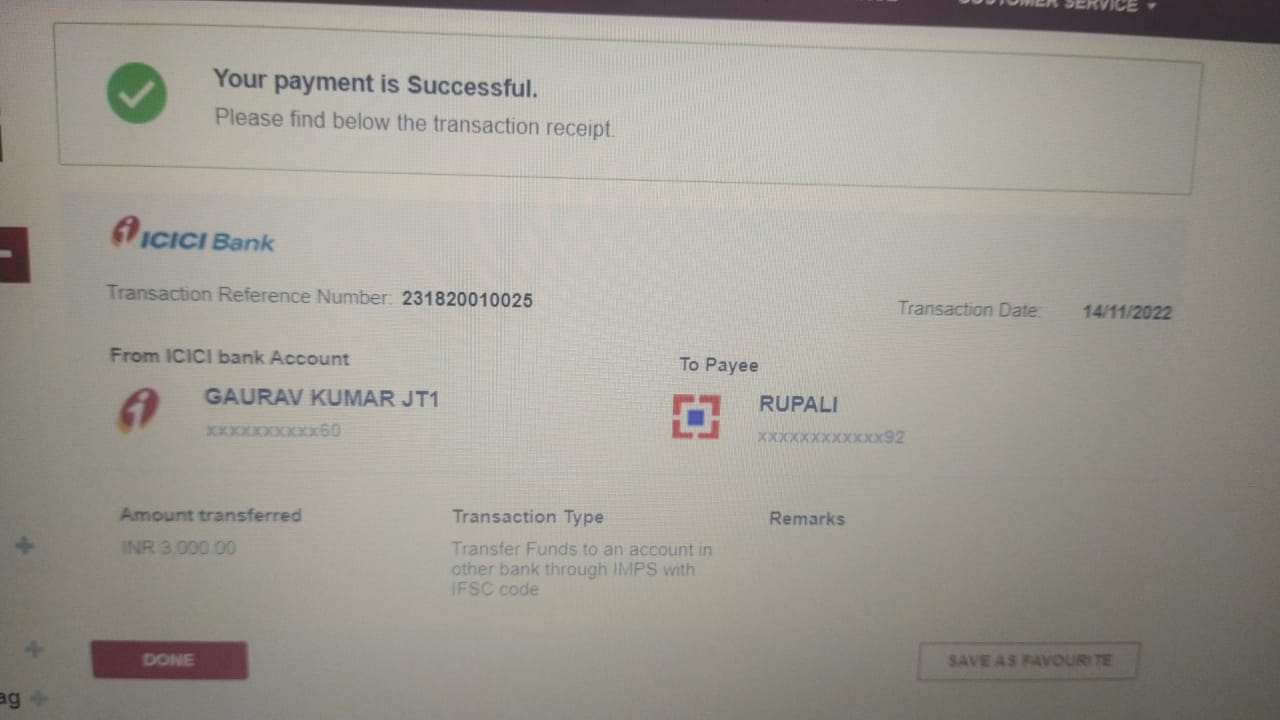 CUSTOMER SERVICE
Your payment is Successful.
Please find below the transaction receipt.
ICICI Bank
Transaction Reference Number: 231820010025
Transaction Date: 14/11/2022
From ICICI bank Account
To Payee
GAURAV KUMAR JT1
RUPALI
xxxxxxxxxx60
xxxxxxxxxxxx92
Amount transferred
Transaction Type
Remarks
INR 3,000.00
Transfer Funds to an account in
other bank through IMPS with
IFSC code
DONE
SAVE AS FAVOURITE
ag